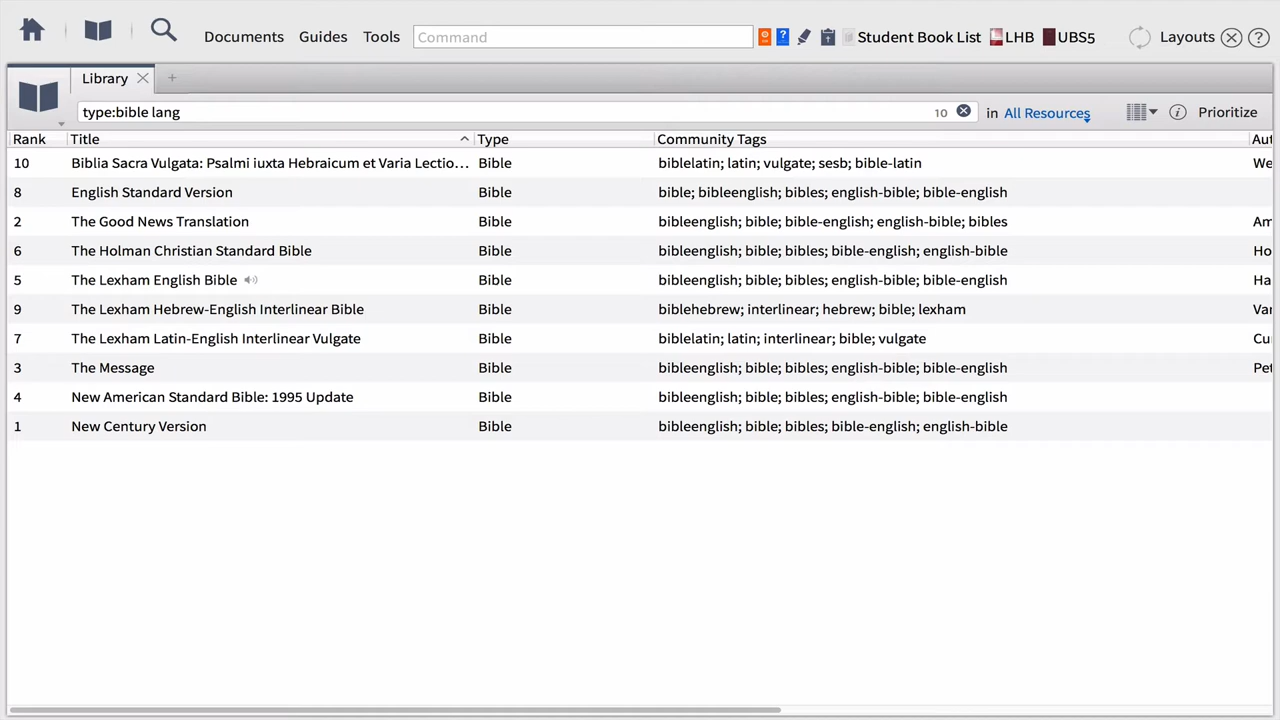 Documents Guides Tools Command Student Book List LHB UBS5 Layouts
Library
type:bible lang 10 in All Resources Prioritize
Rank Title Type Community Tags Aut
10 Biblia Sacra Vulgata: Psalmi iuxta Hebraicum et Varia Lectio... Bible biblelatin; latin; vulgate; sesb; bible-latin We
8 English Standard Version Bible bible; bibleenglish; bibles; english-bible; bible-english
2 The Good News Translation Bible bibleenglish; bible; bible-english; english-bible; bibles Am
6 The Holman Christian Standard Bible Bible bibleenglish; bible; bibles; bible-english; english-bible Ho
5 The Lexham English Bible Bible bibleenglish; bible; bibles; english-bible; bible-english Ha
9 The Lexham Hebrew-English Interlinear Bible Bible biblehebrew; interlinear; hebrew; bible; lexham Var
7 The Lexham Latin-English Interlinear Vulgate Bible biblelatin; latin; interlinear; bible; vulgate Cu
3 The Message Bible bibleenglish; bible; bibles; english-bible; bible-english Pet
4 New American Standard Bible: 1995 Update Bible bibleenglish; bible; bibles; english-bible; bible-english
1 New Century Version Bible bibleenglish; bible; bibles; bible-english; english-bible